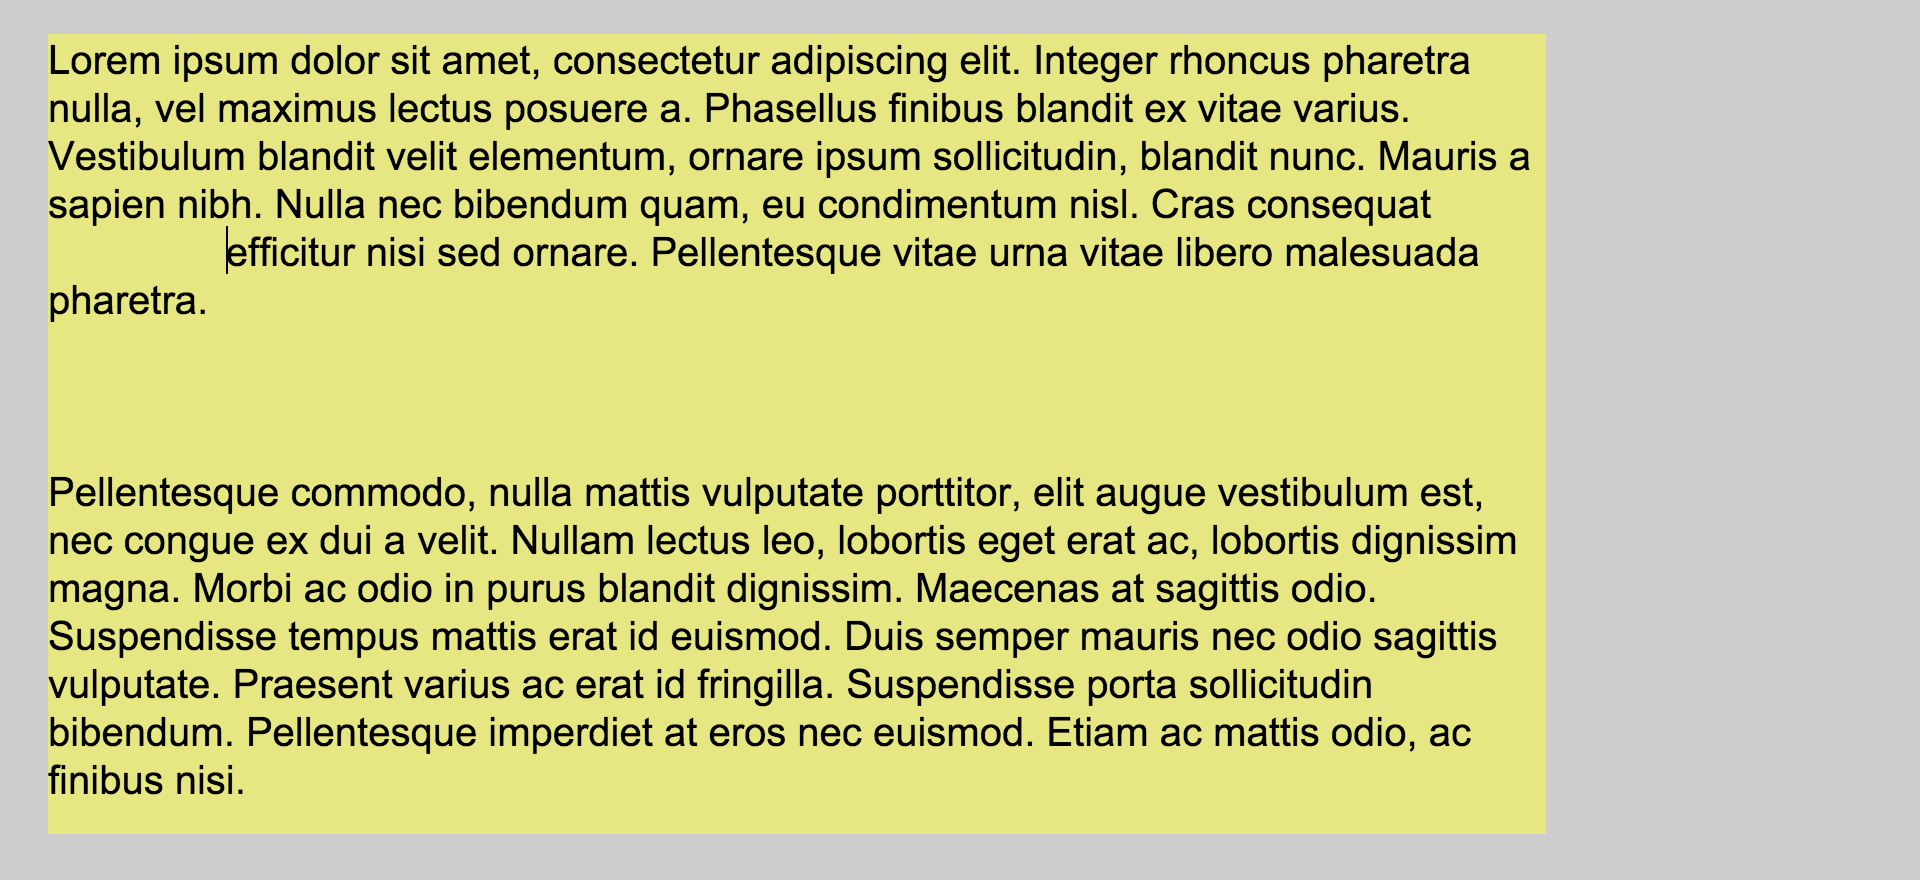 Lorem ipsum dolor sit amet, consectetur adipiscing elit. Integer rhoncus pharetra
nulla, vel maximus lectus posuere a. Phasellus finibus blandit ex vitae varius.
Vestibulum blandit velit elementum, ornare ipsum sollicitudin, blandit nunc. Mauris a
sapien nibh. Nulla nec bibendum quam, eu condimentum nisl. Cras consequat
efficitur nisi sed ornare. Pellentesque vitae urna vitae libero malesuada
pharetra.
Pellentesque commodo, nulla mattis vulputate porttitor, elit augue vestibulum est,
nec congue ex dui a velit. Nullam lectus leo, lobortis eget erat ac, lobortis dignissim
magna. Morbi ac odio in purus blandit dignissim. Maecenas at sagittis odio.
Suspendisse tempus mattis erat id euismod. Duis semper mauris nec odio sagittis
vulputate. Praesent varius ac erat id fringilla. Suspendisse porta sollicitudin
bibendum. Pellentesque imperdiet at eros nec euismod. Etiam ac mattis odio, ac
finibus nisi.